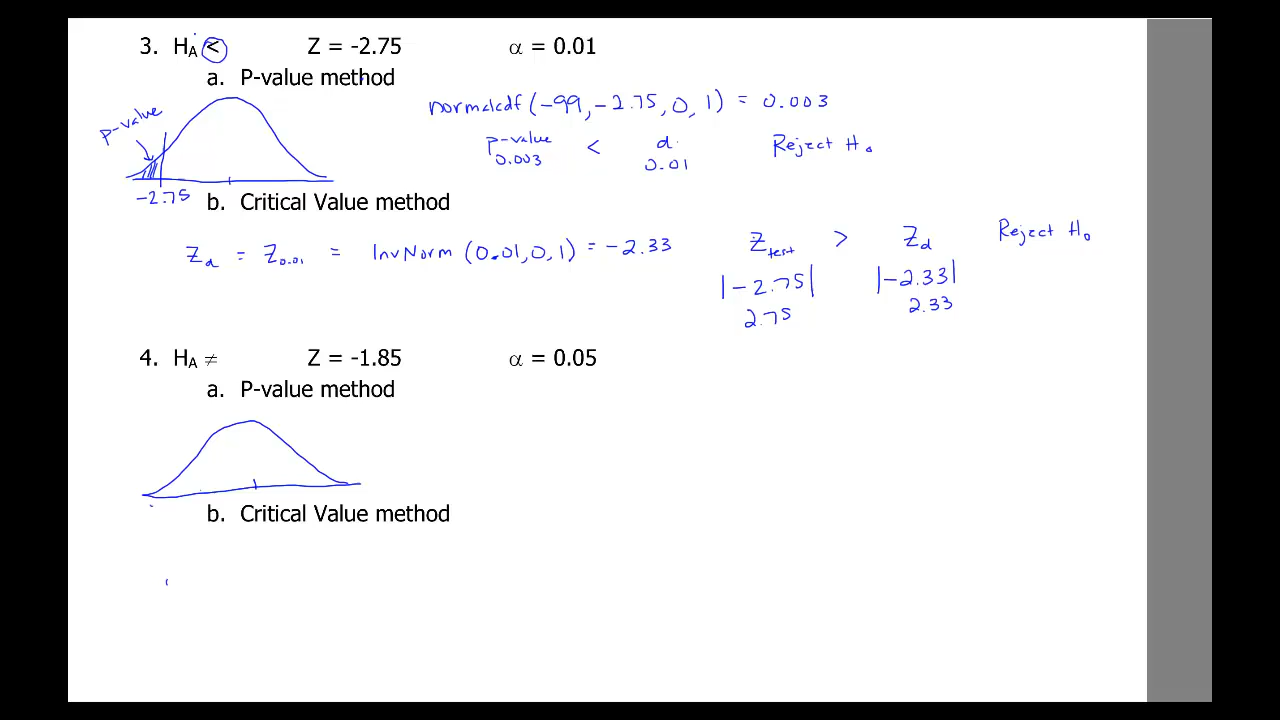 3. HA < Z = -2.75 α = 0.01
a. P-value method
p-value
normalcdf(-99, -2.75, 0, 1) = 0.003
p-value < α Reject H₀
0.003 0.01
-2.75
b. Critical Value method
Zα = Z0.01 = InvNorm (0.01, 0, 1) = -2.33 Ztest > Zα Reject H₀
|-2.75| |-2.33|
2.75 2.33
4. HA ≠ Z = -1.85 α = 0.05
a. P-value method
b. Critical Value method